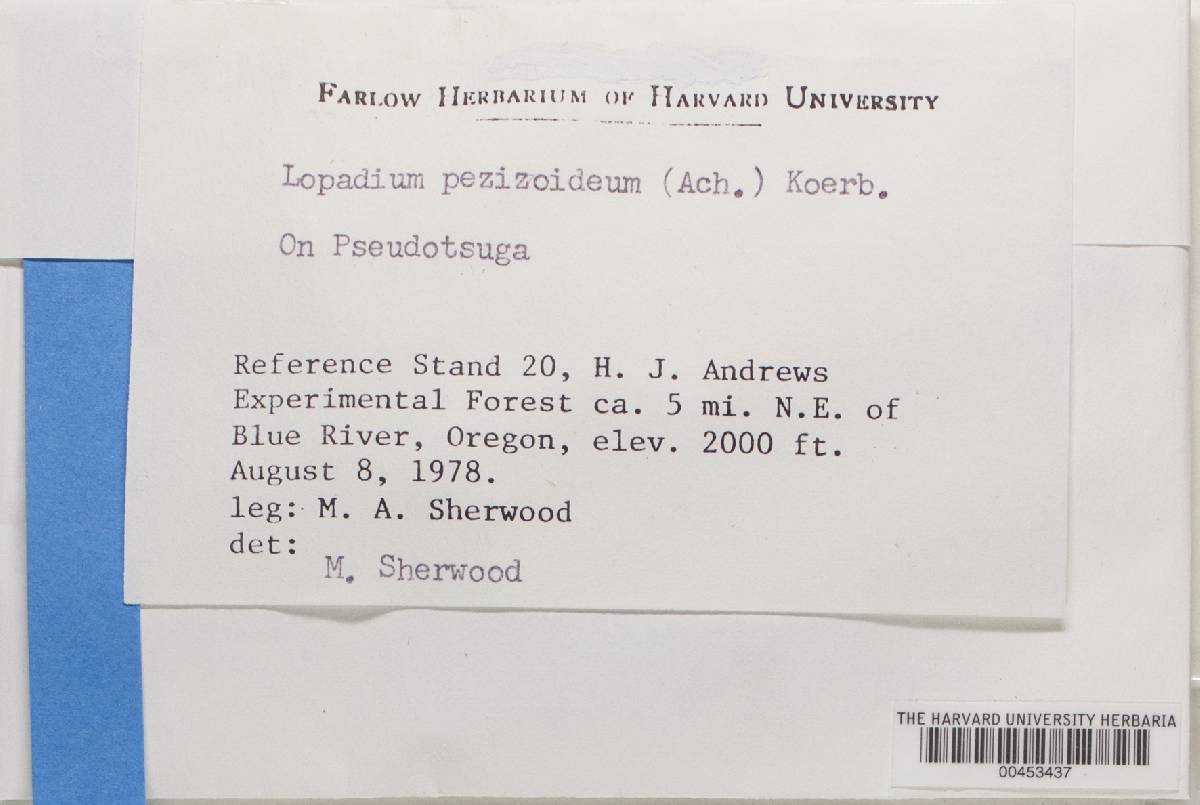 FARLOW HERBARIUM OF HARVARD UNIVERSITY
Lopadium pezizoideum (Ach.) Koerb.
On Pseudotsuga
Reference Stand 20, H. J. Andrews
Experimental Forest ca. 5 mi. N.E. of
Blue River, Oregon, elev. 2000 ft.
August 8, 1978.
leg: M. A. Sherwood
det:
M. Sherwood
THE HARVARD UNIVERSITY HERBARIA
00453437